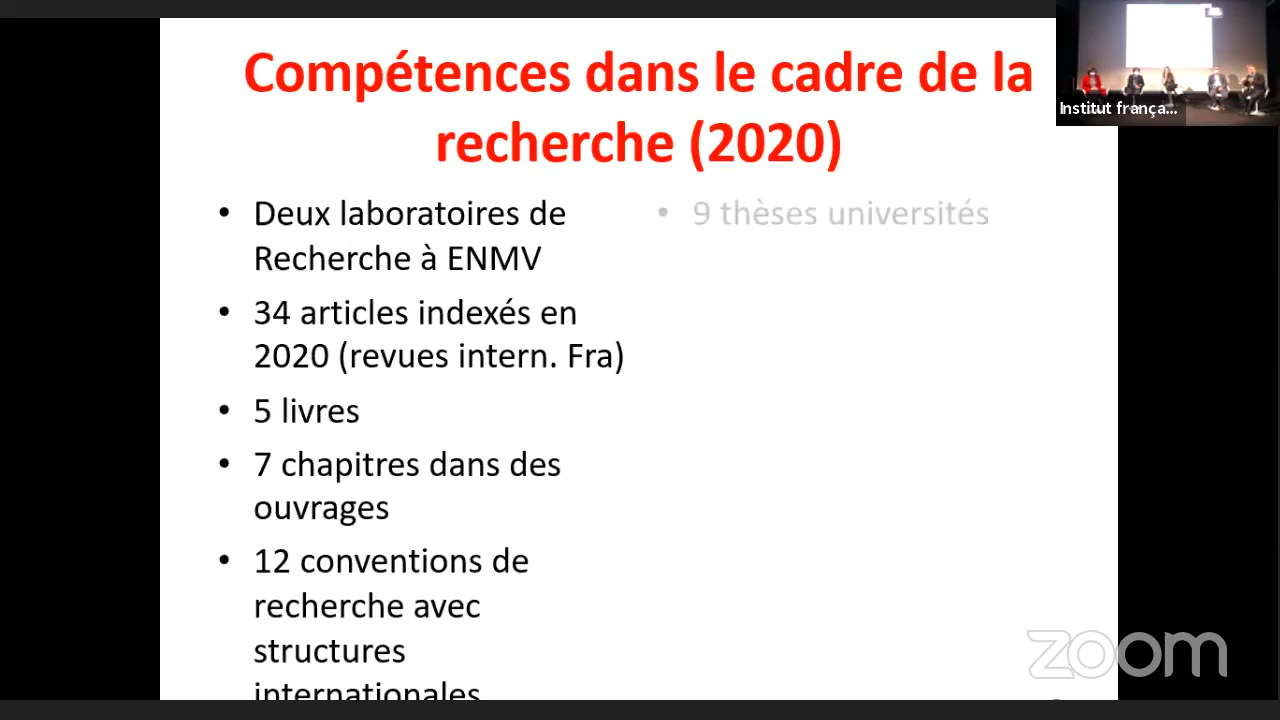 Compétences dans le cadre de la
recherche (2020)
• Deux laboratoires de
Recherche à ENMV
• 34 articles indexés en
2020 (revues intern. Fra)
• 5 livres
• 7 chapitres dans des
ouvrages
• 12 conventions de
recherche avec
structures
internationales
• 9 thèses universités
Institut frança...
zoom